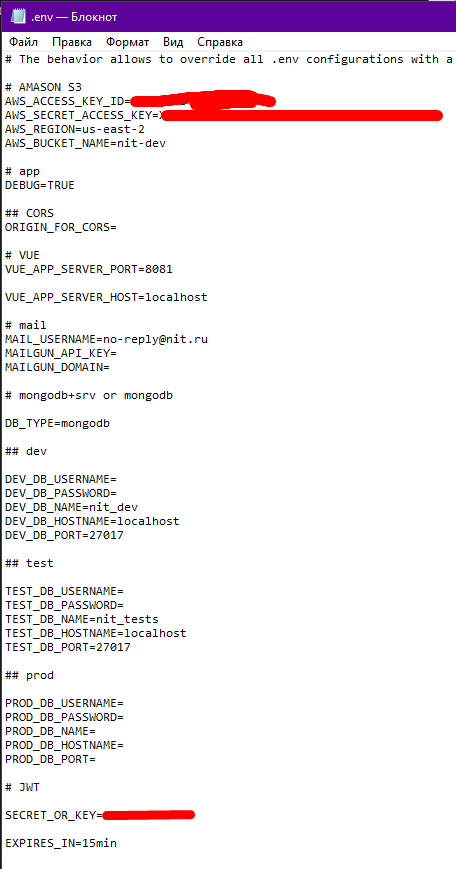 .env — Блокнот
Файл Правка Формат Вид Справка
# The behavior allows to override all .env configurations with a
# AMASON S3
AWS_ACCESS_KEY_ID=
AWS_SECRET_ACCESS_KEY=
AWS_REGION=us-east-2
AWS_BUCKET_NAME=nit-dev
# app
DEBUG=TRUE
## CORS
ORIGIN_FOR_CORS=
# VUE
VUE_APP_SERVER_PORT=8081
VUE_APP_SERVER_HOST=localhost
# mail
MAIL_USERNAME=no-reply@nit.ru
MAILGUN_API_KEY=
MAILGUN_DOMAIN=
# mongodb+srv or mongodb
DB_TYPE=mongodb
## dev
DEV_DB_USERNAME=
DEV_DB_PASSWORD=
DEV_DB_NAME=nit_dev
DEV_DB_HOSTNAME=localhost
DEV_DB_PORT=27017
## test
TEST_DB_USERNAME=
TEST_DB_PASSWORD=
TEST_DB_NAME=nit_tests
TEST_DB_HOSTNAME=localhost
TEST_DB_PORT=27017
## prod
PROD_DB_USERNAME=
PROD_DB_PASSWORD=
PROD_DB_NAME=
PROD_DB_HOSTNAME=
PROD_DB_PORT=
# JWT
SECRET_OR_KEY=
EXPIRES_IN=15min